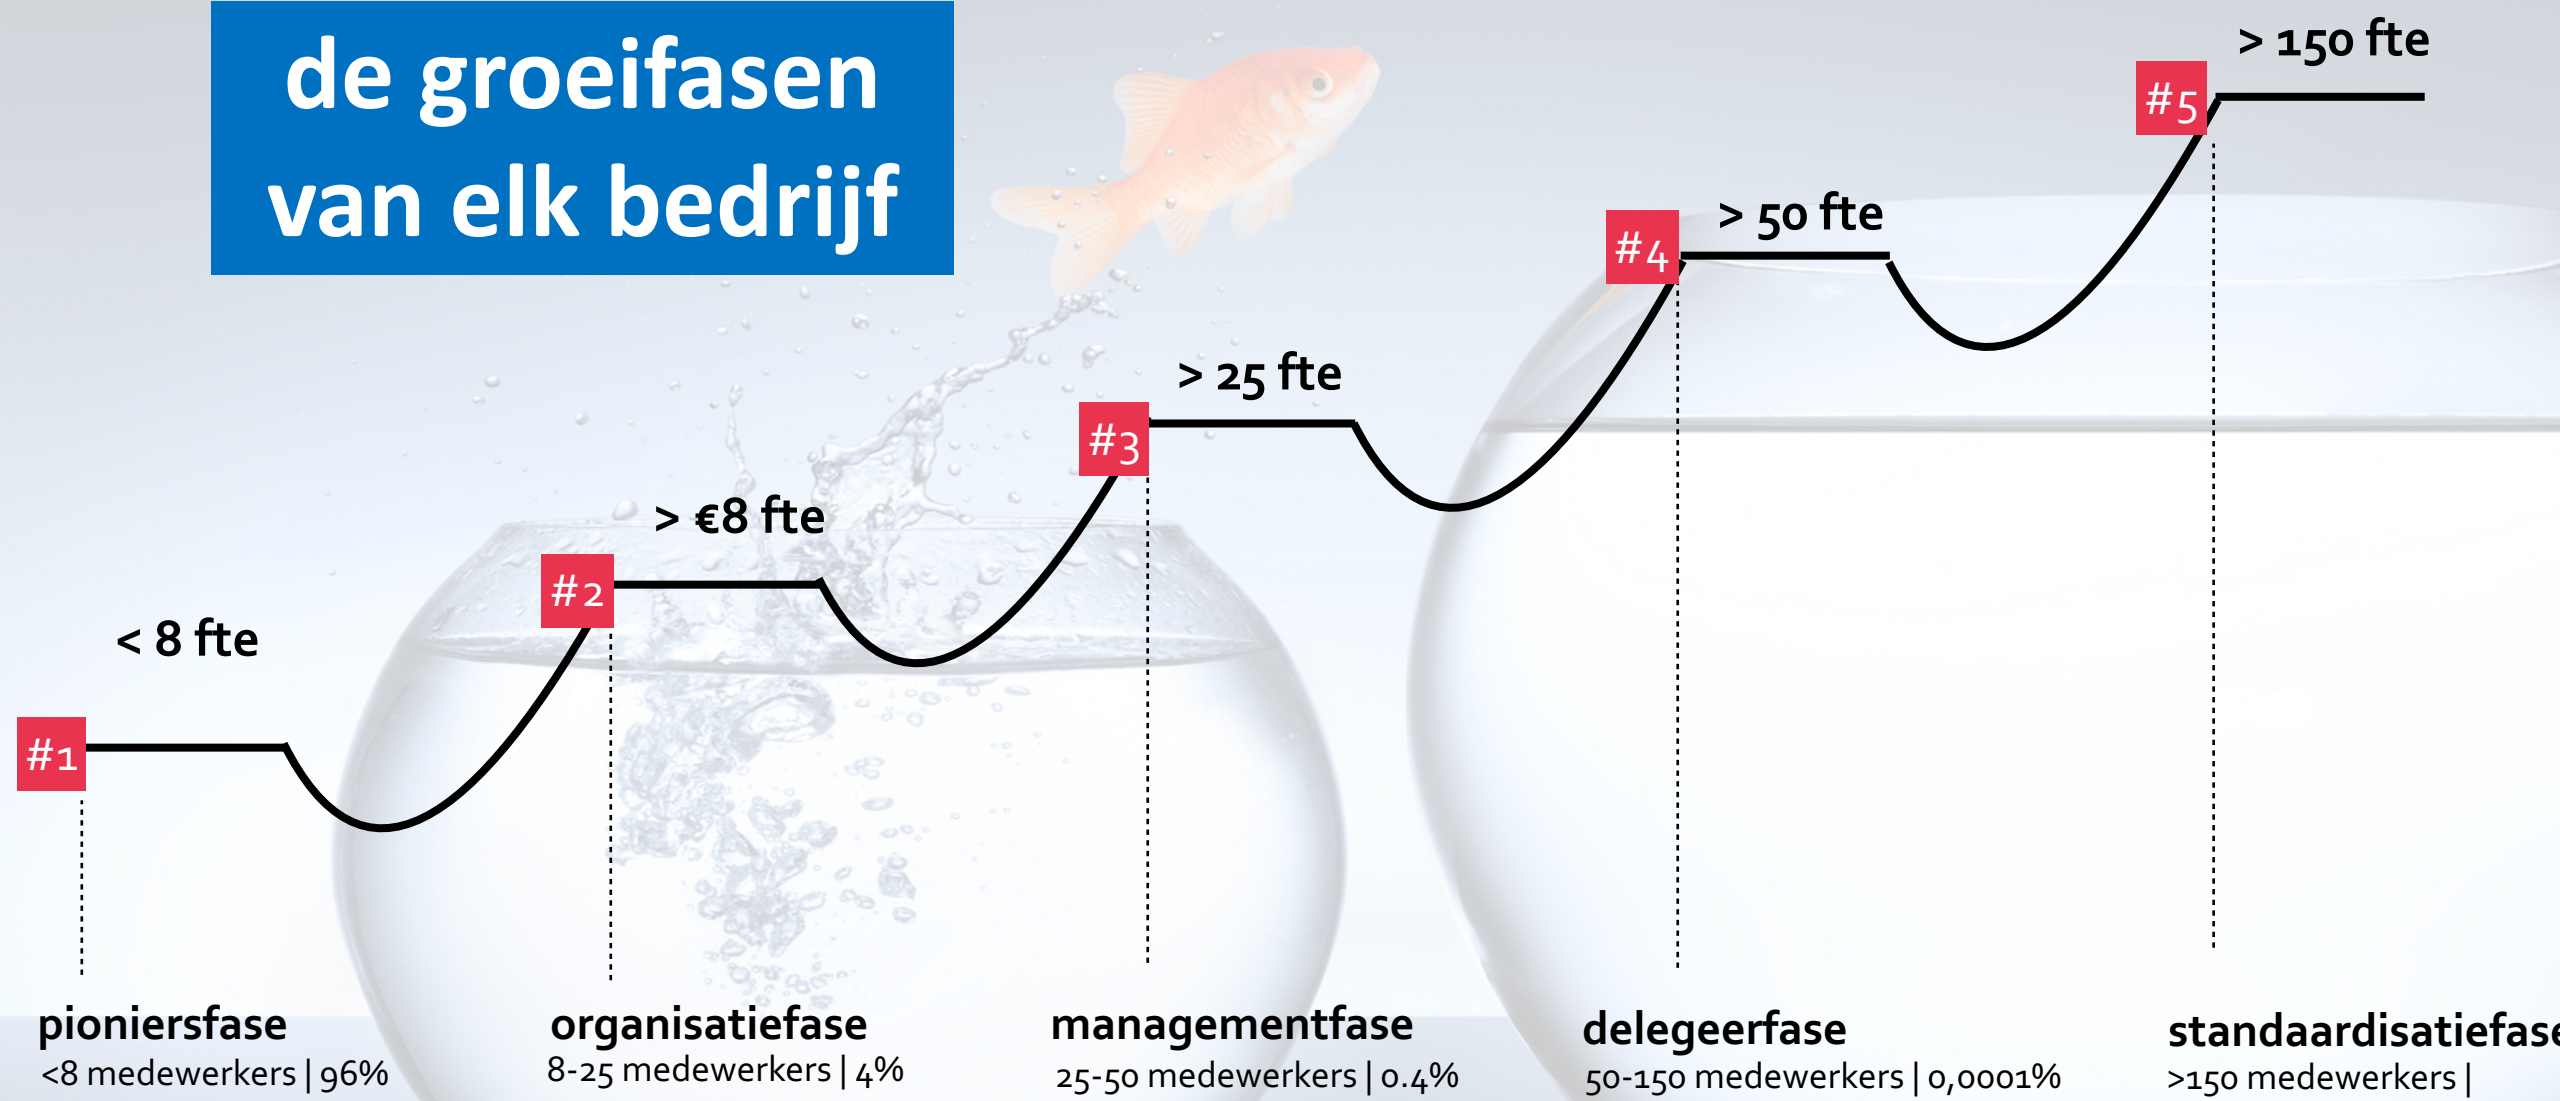 de groeifasen
van elk bedrijf
> 150 fte
#5
> 50 fte
#4
> 25 fte
#3
> €8 fte
#2
< 8 fte
#1
pioniersfase
<8 medewerkers | 96%
organisatiefase
8-25 medewerkers | 4%
managementfase
25-50 medewerkers | 0.4%
delegeerfase
50-150 medewerkers | 0,0001%
standaardisatiefase
>150 medewerkers |